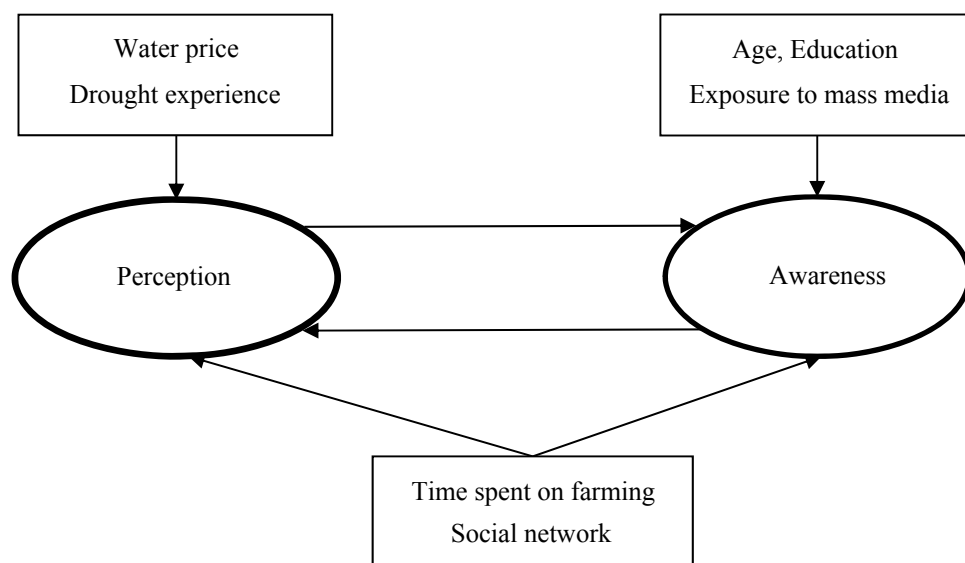 Water price
Drought experience
Age, Education
Exposure to mass media
Perception
Awareness
Time spent on farming
Social network